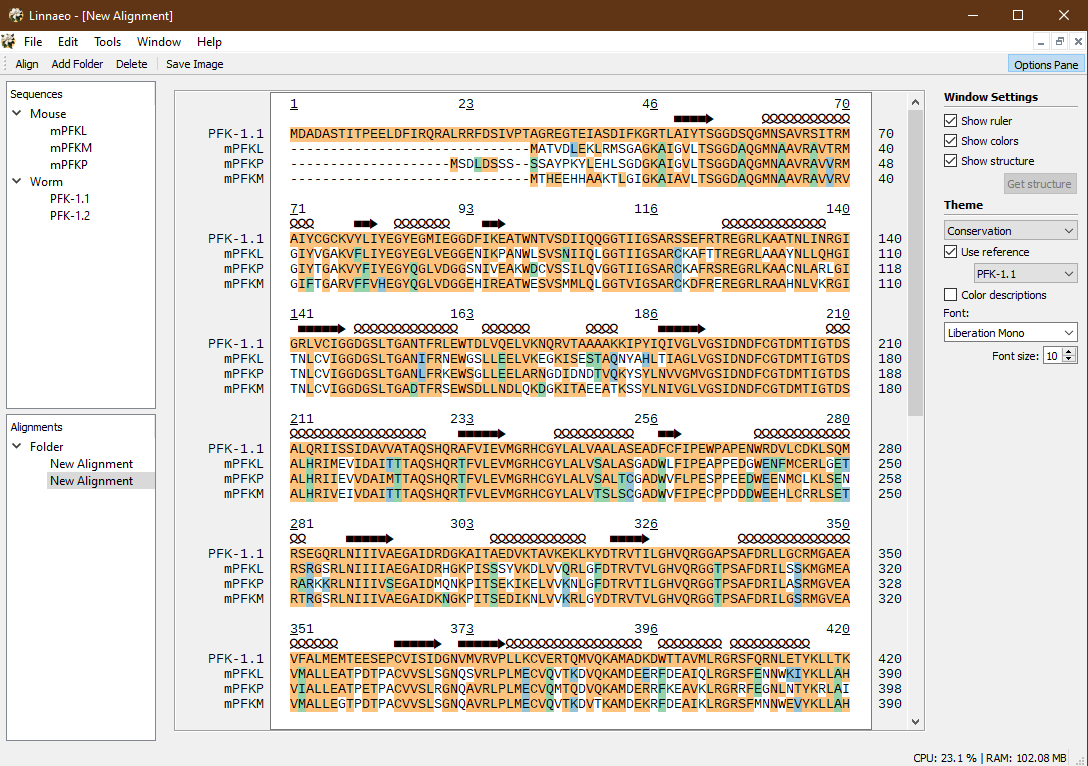 Linnaeo - [New Alignment]
File Edit Tools Window Help
Align Add Folder Delete Save Image Options Pane
Sequences
Mouse
mPFKL
mPFKM
mPFKP
Worm
PFK-1.1
PFK-1.2
Alignments
Folder
New Alignment
New Alignment
1 23 46 70
PFK-1.1 MDADASTITPEELDFIRQRALRRFDSIVPTAGREGTEIASDIFKGRTLAIYTSGGDSQGMNSAVRSITRM 70
mPFKL ------------------------------MATVDLEKLRMSGAGKAIGVLTSGGDAQGMNAAVRAVTRM 40
mPFKP --------------------MSDLDSSS--SSAYPKYLEHLSGDGKAIGVLTSGGDAQGMNAAVRAVVRM 48
mPFKM ------------------------------MTHEEHHAAKTLGIGKAIAVLTSGGDAQGMNAAVRAVVRV 40
71 93 116 140
PFK-1.1 AIYCGCKVYLIYEGYEGMIEGGDFIKEATWNTVSDIIQQGGTIIGSARSSEFRTREGRLKAATNLINRGI 140
mPFKL GIYVGAKVFLIYEGYEGLVEGGENIKPANWLSVSNIIQLGGTIIGSARCKAFTTREGRLAAAYNLLQHGI 110
mPFKP GIYTGAKVYFIYEGYQGLVDGGSNIVEAKWDCVSSILQVGGTIIGSARCKAFRSREGRLKAACNLARLGI 118
mPFKM GIFTGARVFFVHEGYQGLVDGGEHIREATWESVSMMLQLGGTVIGSARCKDFREREGRLRAAHNLVKRGI 110
141 163 186 210
PFK-1.1 GRLVCIGGDGSLTGANTFRLEWTDLVQELVKNQRVTAAAAKKIPYIQIVGLVGSIDNDFCGTDMTIGTDS 210
mPFKL TNLCVIGGDGSLTGANIFRNEWGSLLEELVKEGKISESTAQNYAHLTIAGLVGSIDNDFCGTDMTIGTDS 180
mPFKP TNLCVIGGDGSLTGANLFRKEWSGLLEELARNGDIDNDTVQKYSYLNVVGMVGSIDNDFCGTDMTIGTDS 188
mPFKM TNLCVIGGDGSLTGADTFRSEWSDLLNDLQKDGKITAEEATKSSYLNIVGLVGSIDNDFCGTDMTIGTDS 180
211 233 256 280
PFK-1.1 ALQRIISSIDAVVATAQSHQRAFVIEVMGRHCGYLALVAALASEADFCFIPEWPAPENWRDVLCDKLSQM 280
mPFKL ALHRIMEVIDAITTTAQSHQRTFVLEVMGRHCGYLALVSALASGADWLFIPEAPPEDGWENFMCERLGET 250
mPFKP ALHRIIEVVDAIMTTAQSHQRTFVLEVMGRHCGYLALVSALTCGADWVFLPESPPEEDWEENMCLKLSEN 258
mPFKM ALHRIVEIVDAITTTAQSHQRTFVLEVMGRHCGYLALVTSLSCGADWVFIPECPPDDDWEEHLCRRLSET 250
281 303 326 350
PFK-1.1 RSEGQRLNIIIVAEGAIDRDGKAITAEDVKTAVKEKLKYDTRVTILGHVQRGGAPSAFDRLLGCRMGAEA 350
mPFKL RSRGSRLNIIIIAEGAIDRHGKPISSSYVKDLVVQRLGFDTRVTVLGHVQRGGTPSAFDRILSSKMGMEA 320
mPFKP RARKKRLNIIIVSEGAIDMQNKPITSEKIKELVVKNLGFDTRVTVLGHVQRGGTPSAFDRILASRMGVEA 328
mPFKM RTRGSRLNIIIVAEGAIDKNGKPITSEDIKNLVVKRLGYDTRVTVLGHVQRGGTPSAFDRILGSRMGVEA 320
351 373 396 420
PFK-1.1 VFALMEMTEESEPCVISIDGNVMVRVPLLKCVERTQMVQKAMADKDWTTAVMLRGRSFQRNLETYKLLTK 420
mPFKL VMALLEATPDTPACVVSLSGNQSVRLPLMECVQVTKDVQKAMDEERFDEAIQLRGRSFENNWKIYKLLAH 390
mPFKP VIALLEATPETPACVVSLRGNQAVRLPLMECVQMTQDVQKAMDERRFKEAVKLRGRRFEGNLNTYKRLAI 398
mPFKM VMALLEGTPDTPACVVSLSGNQAVRLPLMECVQVTKDVTKAMDEKRFDEAIKLRGRSFMNNWEVYKLLAH 390
Window Settings
Show ruler
Show colors
Show structure
Get structure
Theme
Conservation
Use reference
PFK-1.1
Color descriptions
Font:
Liberation Mono
Font size: 10
CPU: 23.1 % | RAM: 102.08 MB